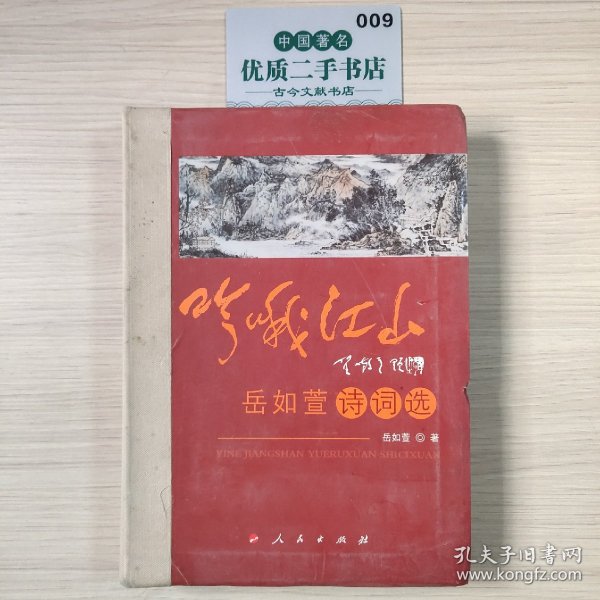 009
中国著名
优质二手书店
古今文献书店
吟哦江山
岳如萱诗词选
岳如萱 ◎ 著
YINE JIANGSHAN YUERUXUAN SHICIXUAN
人民出版社
孔夫子旧书网
www.kongfz.com